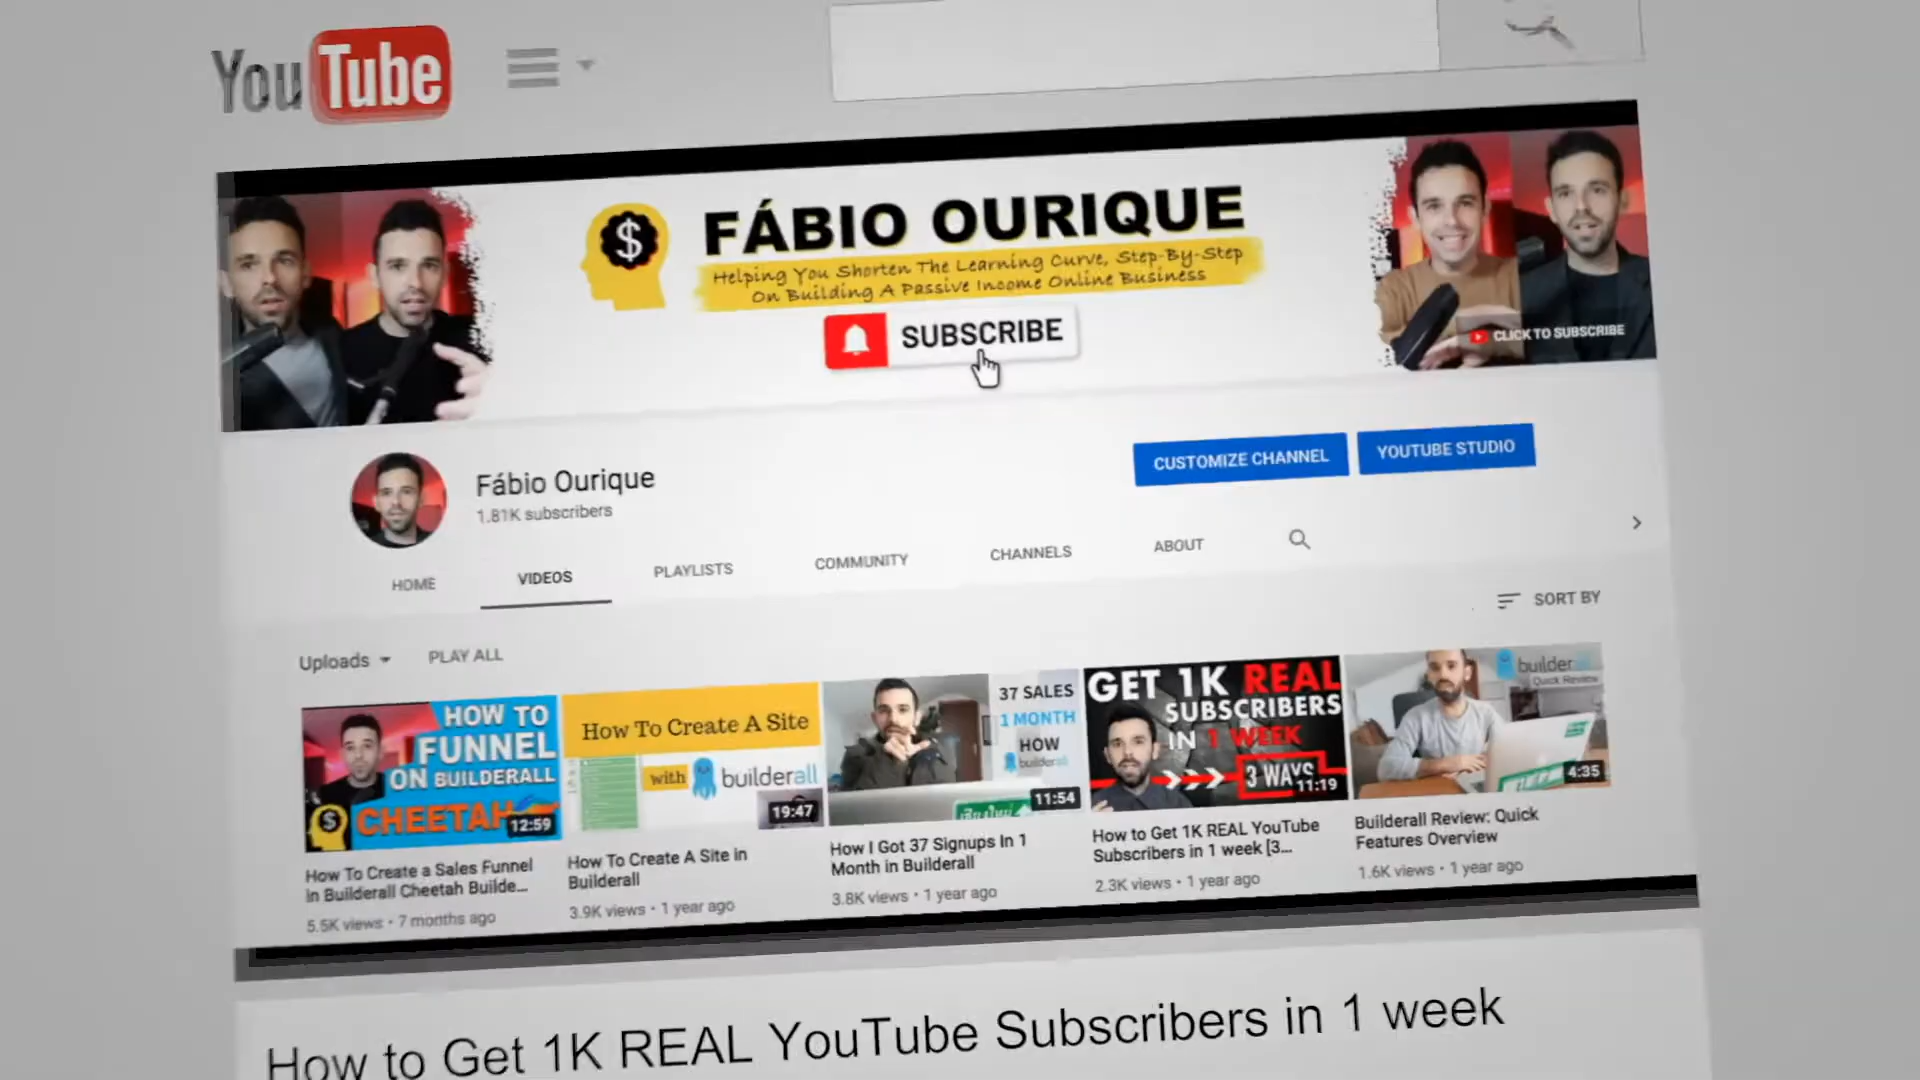 YouTube
FÁBIO OURIQUE
Helping You Shorten The Learning Curve, Step-By-Step
On Building A Passive Income Online Business
SUBSCRIBE
CLICK TO SUBSCRIBE
CUSTOMIZE CHANNEL
YOUTUBE STUDIO
Fábio Ourique
1.81K subscribers
HOME
VIDEOS
PLAYLISTS
COMMUNITY
CHANNELS
ABOUT
SORT BY
Uploads
PLAY ALL
HOW TO
FUNNEL
ON BUILDERALL
CHEETAH
12:59
How To Create a Sales Funnel
in Builderall Cheetah Builde...
5.5K views • 7 months ago
How To Create A Site
with builderall
19:47
How To Create A Site in
Builderall
3.9K views • 1 year ago
37 SALES
1 MONTH
HOW
builderall
11:54
How I Got 37 Signups In 1
Month in Builderall
3.8K views • 1 year ago
GET 1K REAL
SUBSCRIBERS
IN 1 WEEK
3 WAYS
11:19
How to Get 1K REAL YouTube
Subscribers in 1 week [3...
2.3K views • 1 year ago
builderall
Quick Review
4:35
Builderall Review: Quick
Features Overview
1.6K views • 1 year ago
How to Get 1K REAL YouTube Subscribers in 1 week